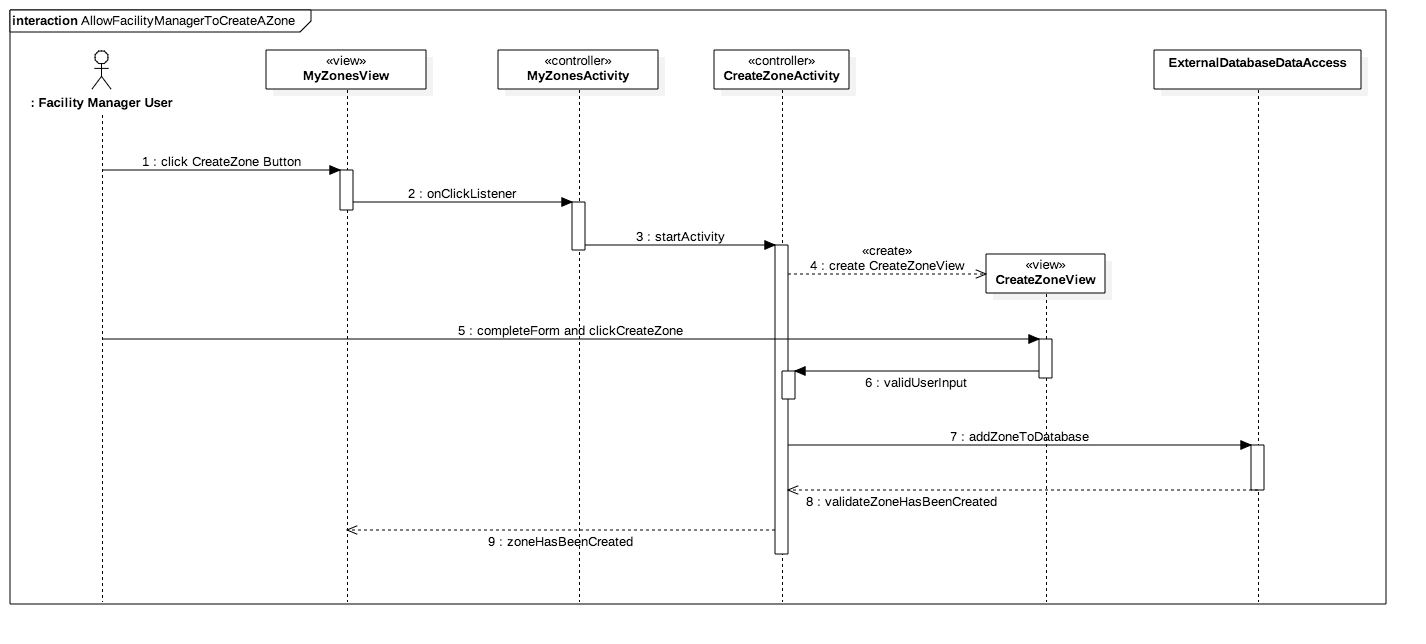 interaction AllowFacilityManagerToCreateAZone
: Facility Manager User
«view»
MyZonesView
«controller»
MyZonesActivity
«controller»
CreateZoneActivity
ExternalDatabaseDataAccess
1 : click CreateZone Button
2 : onClickListener
3 : startActivity
«create»
4 : create CreateZoneView
«view»
CreateZoneView
5 : completeForm and clickCreateZone
6 : validUserInput
7 : addZoneToDatabase
8 : validateZoneHasBeenCreated
9 : zoneHasBeenCreated